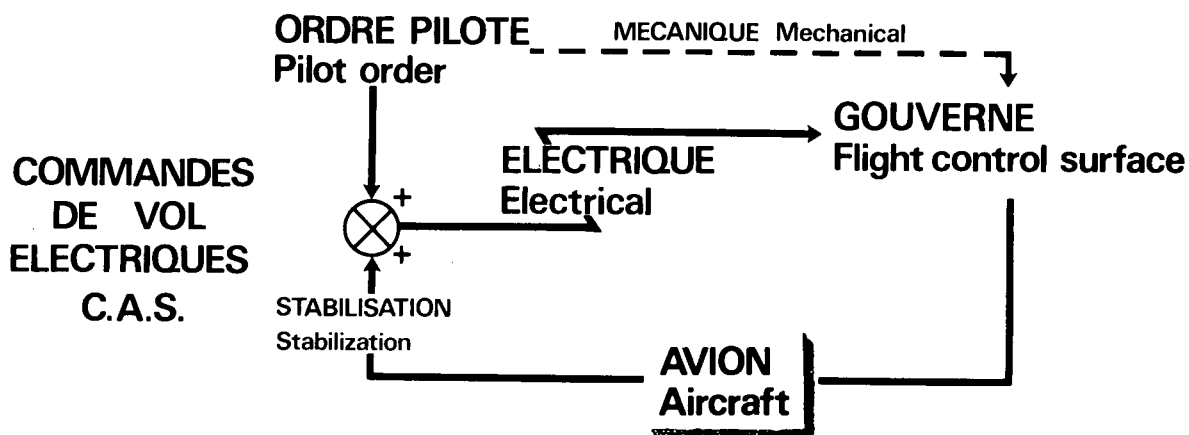 ORDRE PILOTE
Pilot order
MECANIQUE Mechanical
GOUVERNE
Flight control surface
ELECTRIQUE
Electrical
COMMANDES
DE VOL
ELECTRIQUES
C.A.S.
+
+
STABILISATION
Stabilization
AVION
Aircraft